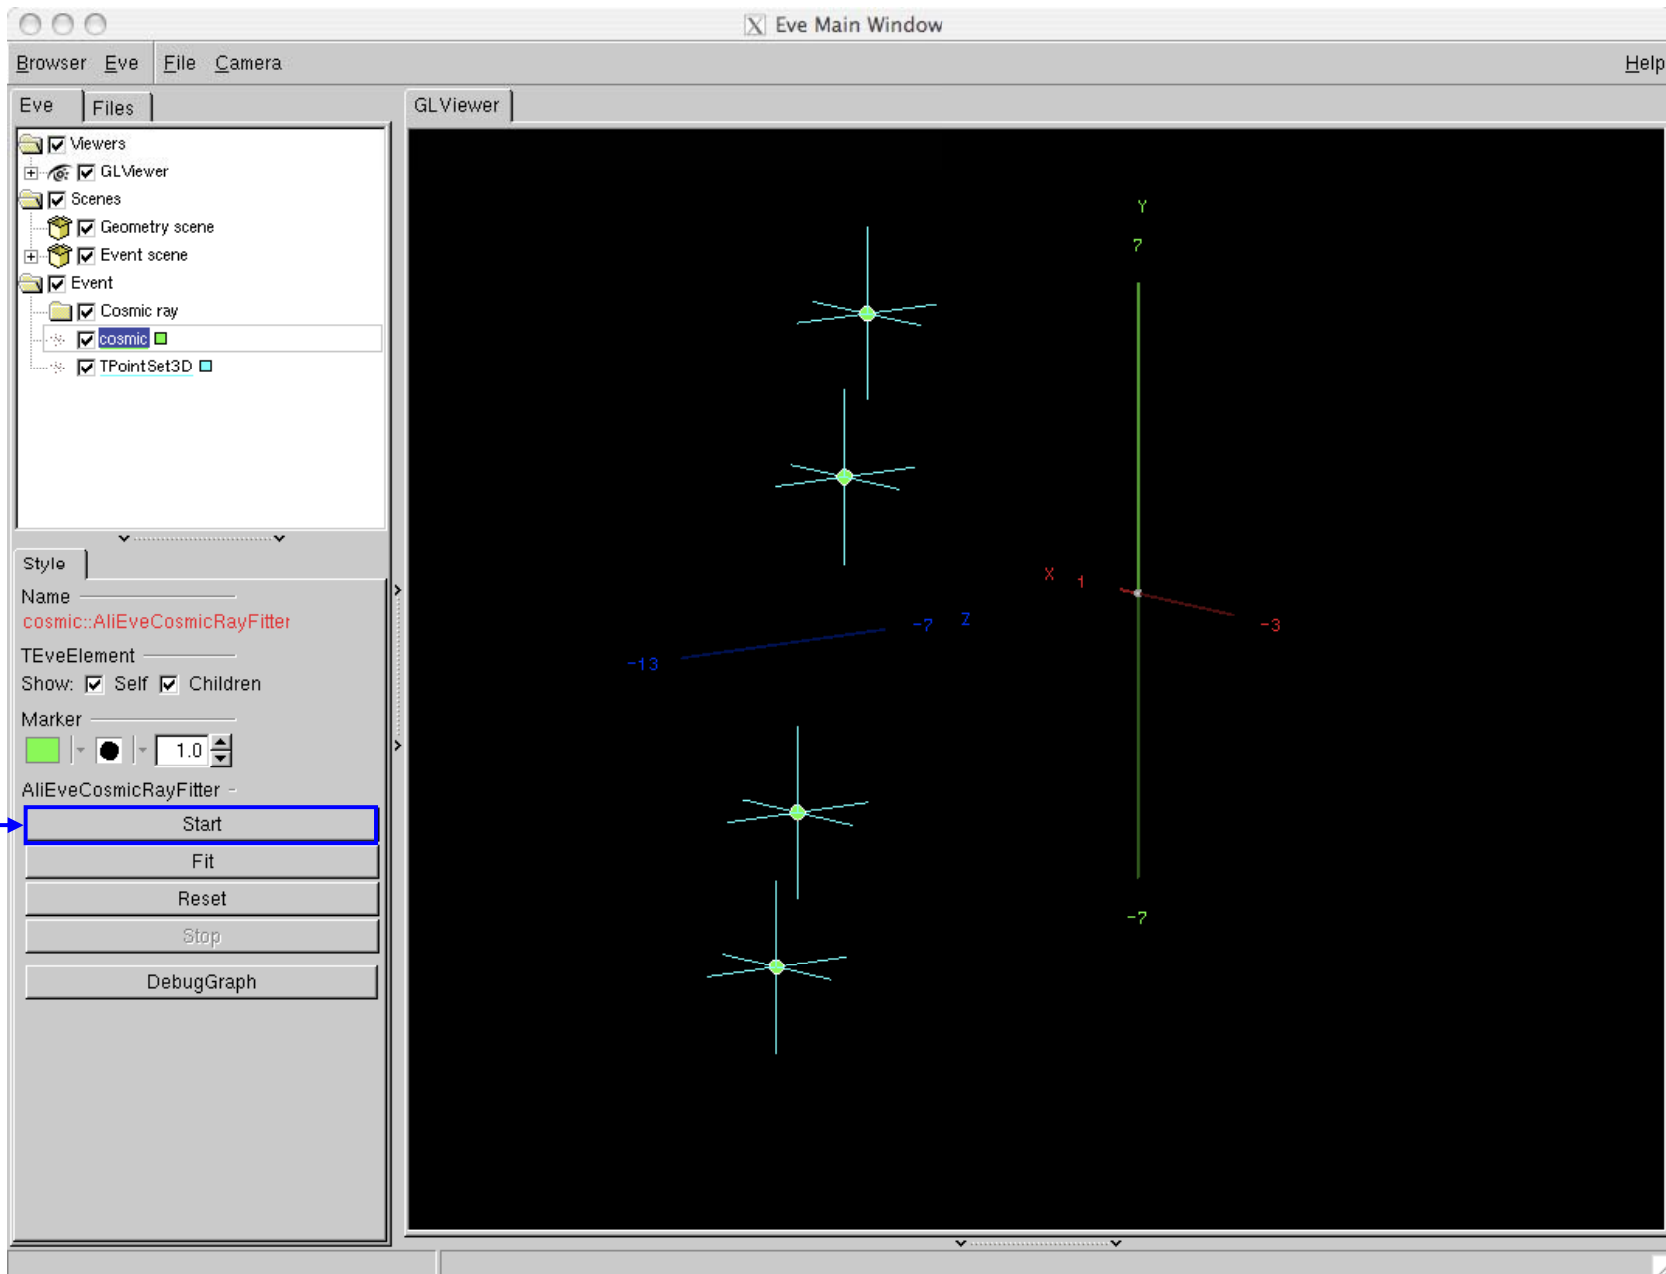 X Eve Main Window
Browser Eve File Camera Help
Eve Files
GLViewer
Viewers
GLViewer
Scenes
Geometry scene
Event scene
Event
Cosmic ray
cosmic
TPointSet3D
Style
Name
cosmic::AliEveCosmicRayFitter
TEveElement
Show: Self Children
Marker
1.0
AliEveCosmicRayFitter
Start
Fit
Reset
Stop
DebugGraph
Y
7
X 1
-3
-7 Z
-13
-7